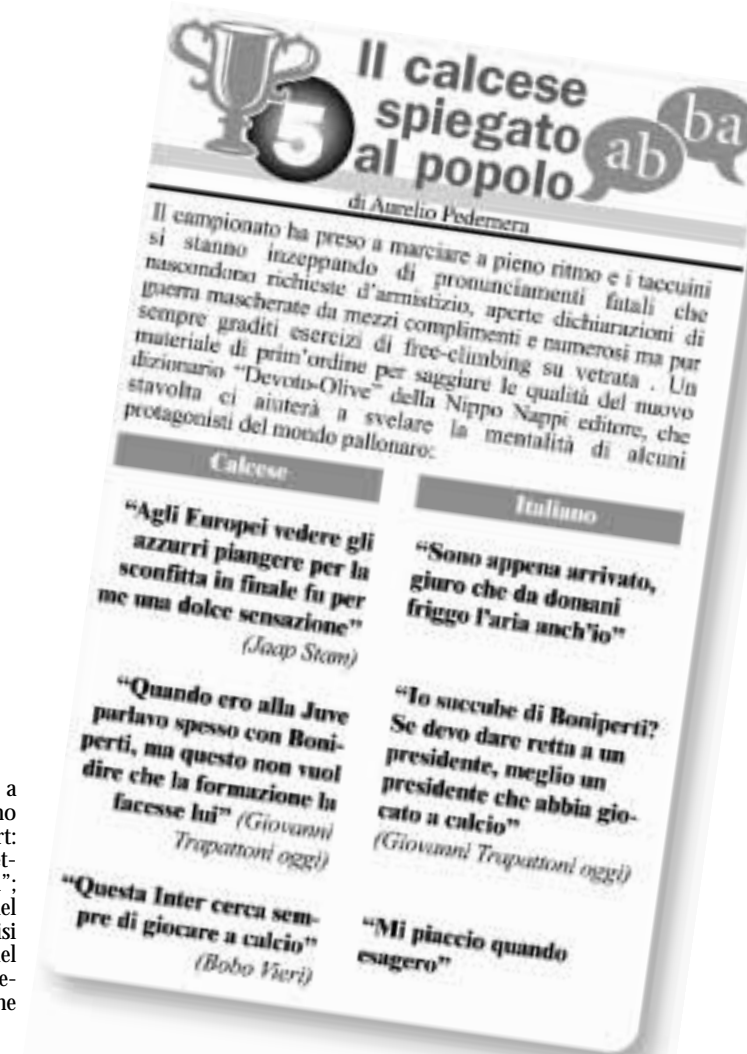 Il calcese
spiegato
al popolo
5
ab
ba
di Aurelio Pedernera
Il campionato ha preso a marciare a pieno ritmo e i taccuini
si stanno inzeppando di pronunciamenti fatali che
nascondono richieste d'armistizio, aperte dichiarazioni di
guerra mascherate da mezzi complimenti e numerosi ma pur
sempre graditi esercizi di free-climbing su vetrata . Un
materiale di prim'ordine per saggiare le qualità del nuovo
dizionario "Devoto-Olive" della Nippo Nappi editore, che
stavolta ci aiuterà a svelare la mentalità di alcuni
protagonisti del mondo pallonaro:
Calcese
"Agli Europei vedere gli
azzurri piangere per la
sconfitta in finale fu per
me una dolce sensazione"
(Jaap Stam)
"Quando ero alla Juve
parlavo spesso con Boni-
perti, ma questo non vuol
dire che la formazione la
facesse lui" (Giovanni
Trapattoni oggi)
"Questa Inter cerca sem-
pre di giocare a calcio"
(Bobo Vieri)
Italiano
"Sono appena arrivato,
giuro che da domani
friggo l'aria anch'io"
"Io succube di Boniperti?
Se devo dare retta a un
presidente, meglio un
presidente che abbia gio-
cato a calcio"
(Giovanni Trapattoni oggi)
"Mi piaccio quando
esagero"
a